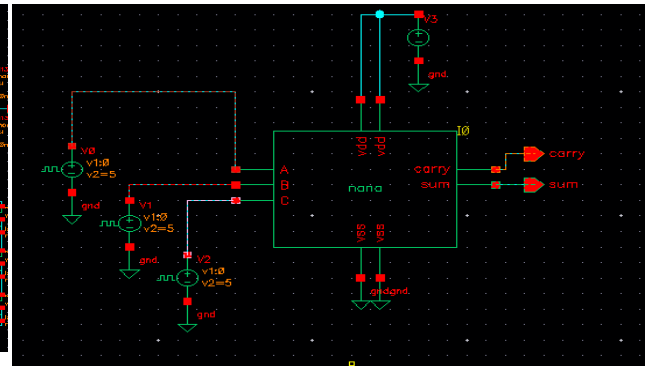 V3
gnd
I0
vdd vdd
V0
v1:0
v2=5
A
carry
carry
B
nana
sum
sum
C
gnd
V1
v1:0
v2=5
vss vss
gnd
V2
v1:0
v2=5
gnd gnd
gnd